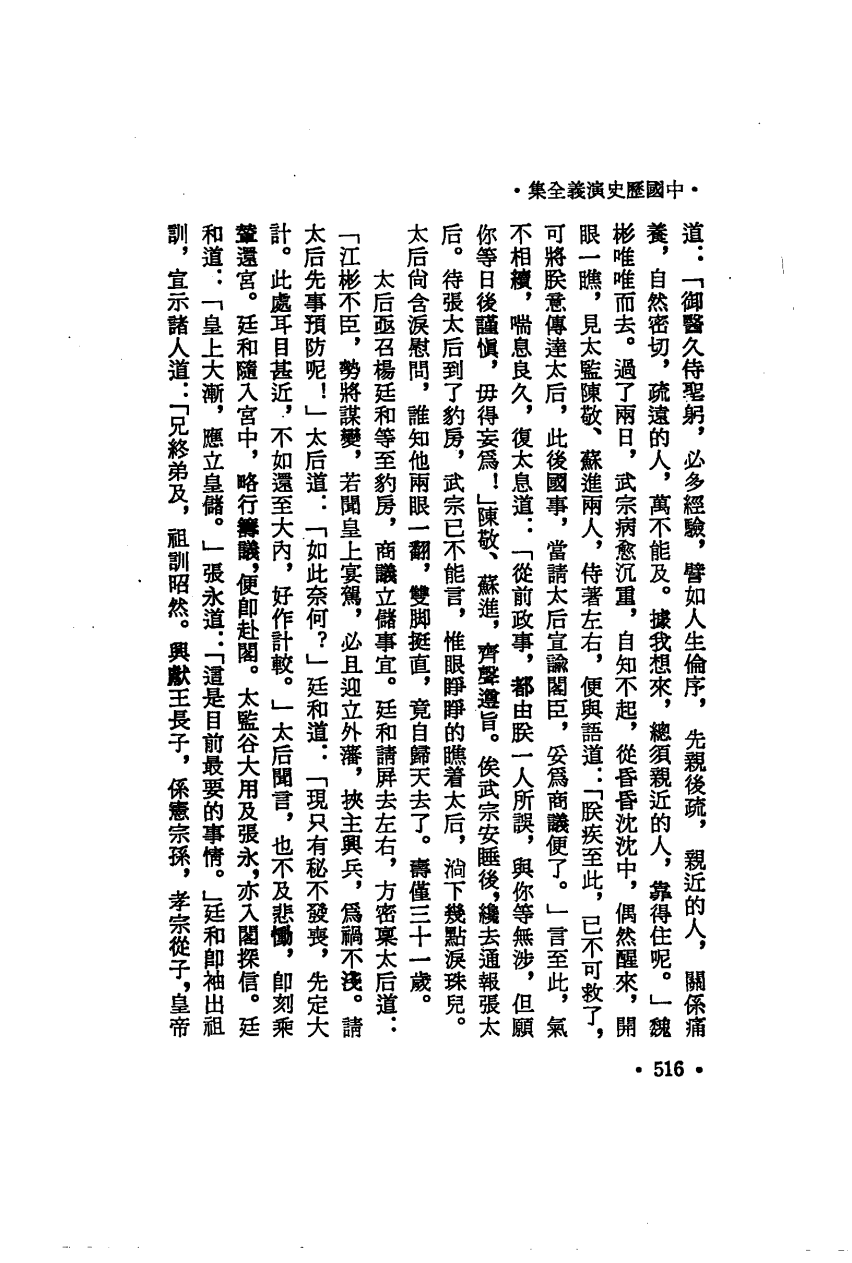 •中國歷史演義全集•
道：「御醫久侍聖躬，必多經驗，譬如人生倫序，先親後疏，親近的人，關係痛
養，自然密切，疏遠的人，萬不能及。據我想來，總須親近的人，靠得住呢。」魏
彬唯唯而去。過了兩日，武宗病愈沉重，自知不起，從昏昏沈沈中，偶然醒來，開
眼一瞧，見太監陳敬、蘇進兩人，侍著左右，便與語道：「朕疾至此，已不可救了，
可將朕意傳達太后，此後國事，當請太后宣諭閣臣，妥爲商議便了。」言至此，氣
不相續，喘息良久，復太息道：「從前政事，都由朕一人所誤，與你等無涉，但願
你等日後謹愼，毋得妄爲！」陳敬、蘇進，齊聲遵旨。俟武宗安睡後，纔去通報張太
后。待張太后到了豹房，武宗已不能言，惟眼睜睜的瞧着太后，淌下幾點淚珠兒。
太后尙含淚慰問，誰知他兩眼一翻，雙脚挺直，竟自歸天去了。壽僅三十一歲。
太后亟召楊廷和等至豹房，商議立儲事宜。廷和請屏去左右，方密稟太后道：
「江彬不臣，勢將謀變，若聞皇上宴駕，必且迎立外藩，挾主興兵，爲禍不淺。請
太后先事預防呢！」太后道：「如此奈何？」廷和道：「現只有秘不發喪，先定大
計。此處耳目甚近，不如還至大內，好作計較。」太后聞言，也不及悲慟，卽刻乘
輦還宮。廷和隨入宮中，略行籌議，便卽赴閣。太監谷大用及張永，亦入閣探信。廷
和道：「皇上大漸，應立皇儲。」張永道：「這是目前最要的事情。」廷和卽袖出祖
訓，宣示諸人道：「兄終弟及，祖訓昭然。興獻王長子，係憲宗孫，孝宗從子，皇帝
•516•